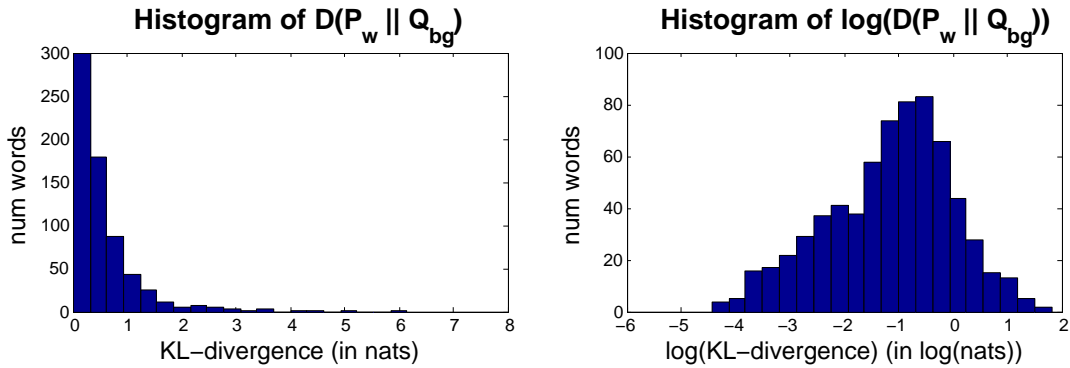 Histogram of D(P_w || Q_bg)
300
250
200
150
100
50
0
num words
0 1 2 3 4 5 6 7 8
KL−divergence (in nats)
Histogram of log(D(P_w || Q_bg))
100
80
60
40
20
0
num words
−6 −5 −4 −3 −2 −1 0 1 2
log(KL−divergence) (in log(nats))